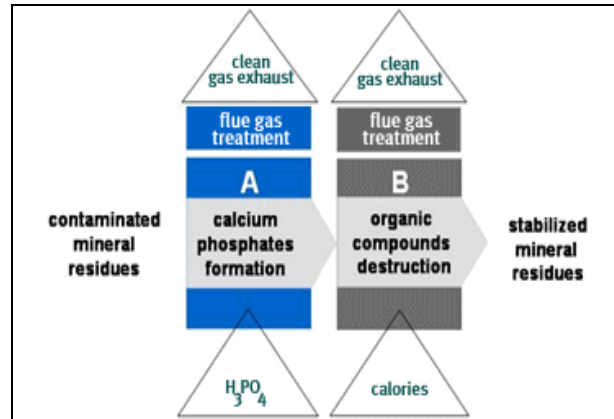 clean
gas exhaust
clean
gas exhaust
flue gas
treatment
flue gas
treatment
A
B
contaminated
mineral
residues
calcium
phosphates
formation
organic
compounds
destruction
stabilized
mineral
residues
H3PO4
calories